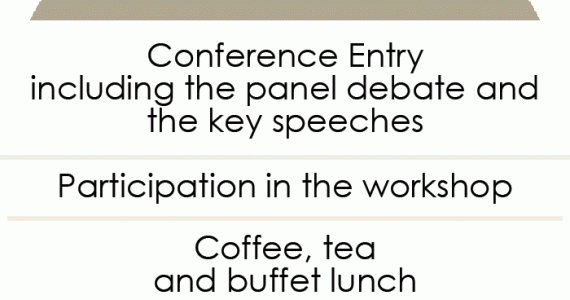 Conference Entry
including the panel debate and
the key speeches
Participation in the workshop
Coffee, tea
and buffet lunch